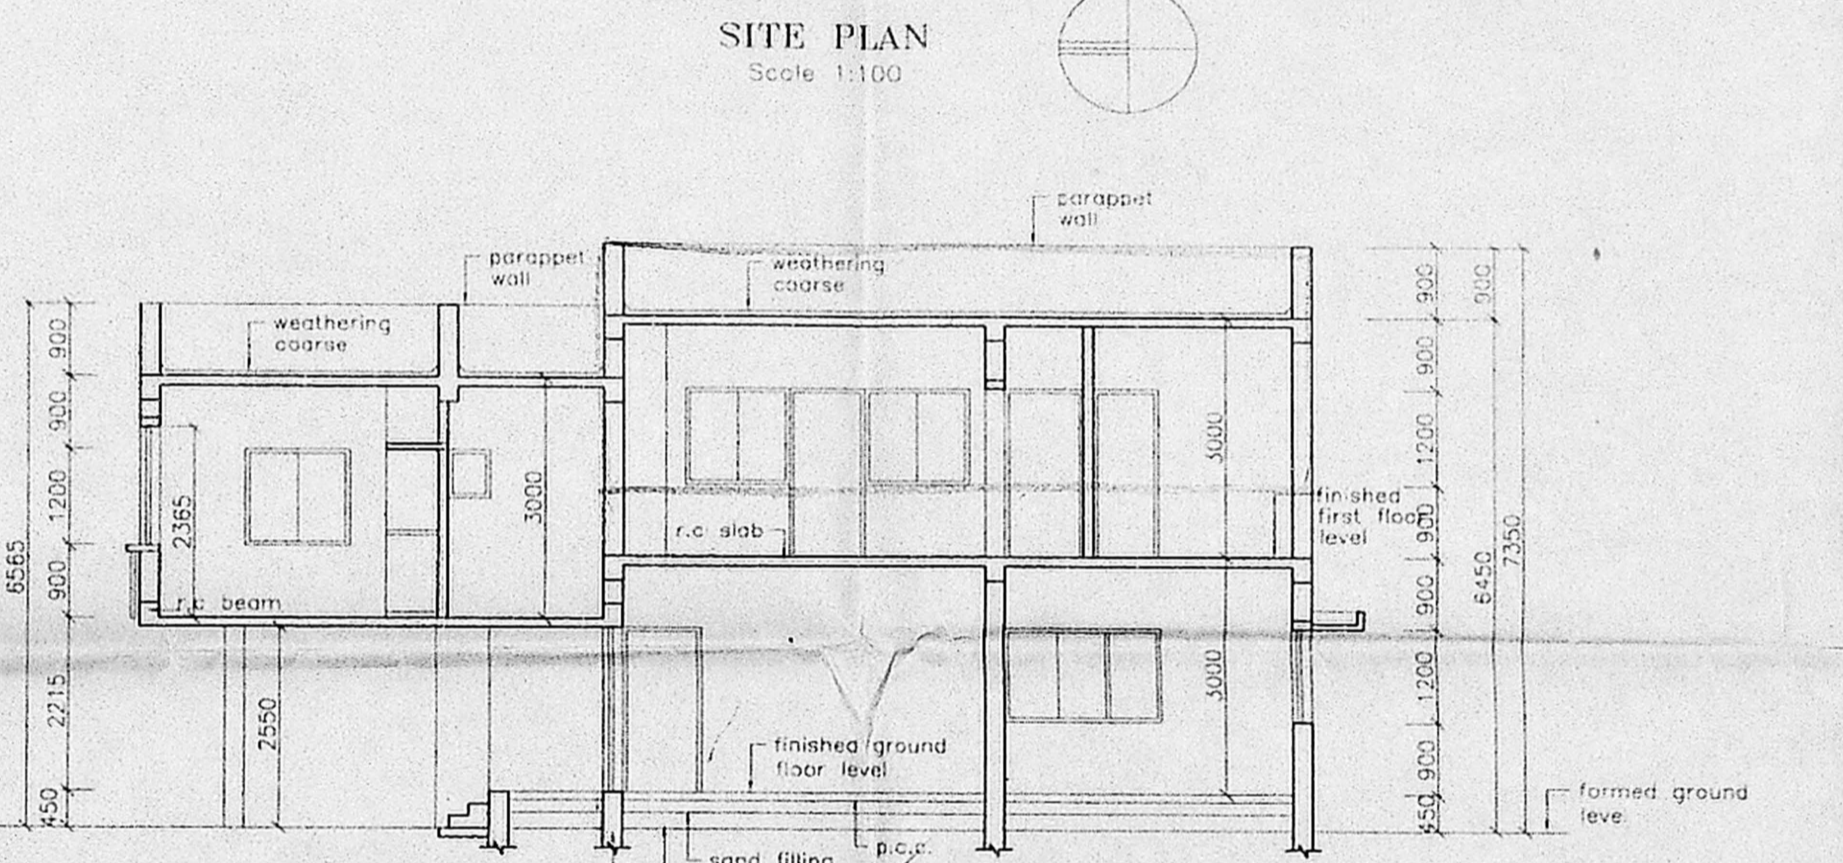 SITE PLAN
Scale 1:100
parappet
wall
parappet
wall
weathering
coarse
weathering
coarse
900
900
1200
900
2215
450
6565
2365
r.c beam
3000
2550
r.c slab
3000
3000
finished
first floor
level
finished ground
floor level
900
900
1200
900
900
1200
900
450
900
6450
7350
formed ground
level
sand filling
p.c.c.